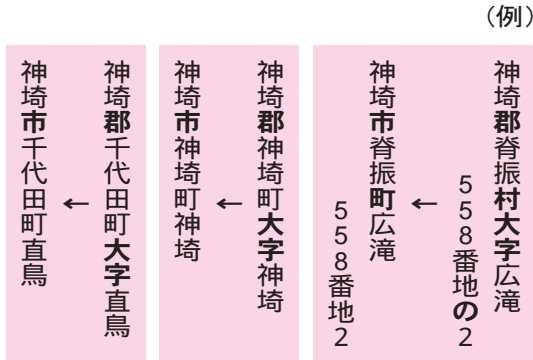 （例）
神埼郡脊振村大字広滝
558番地の2
←
神埼市脊振町広滝
558番地2
神埼郡神埼町大字神埼
←
神埼市神埼町神埼
神埼郡千代田町大字直鳥
←
神埼市千代田町直鳥